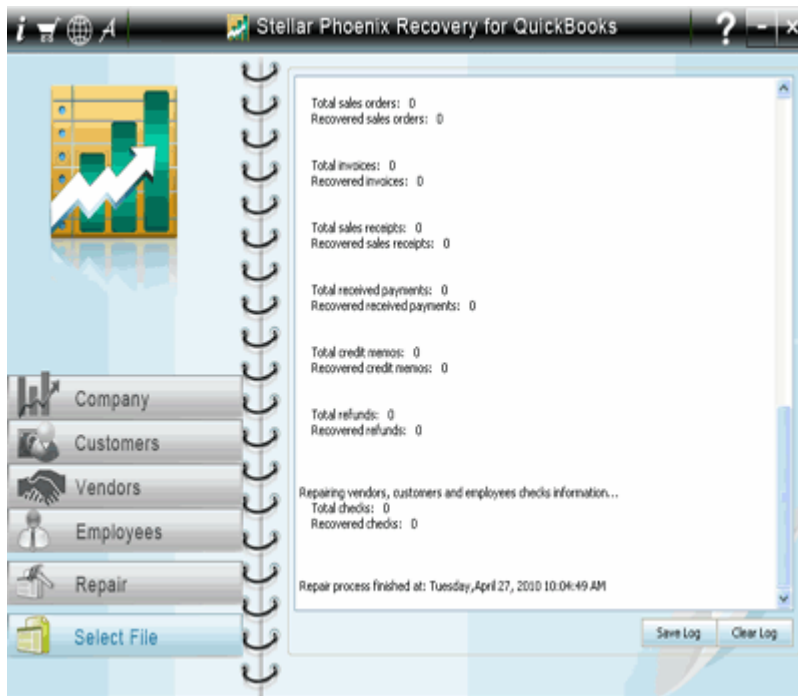 Stellar Phoenix Recovery for QuickBooks
Total sales orders: 0
Recovered sales orders: 0
Total invoices: 0
Recovered invoices: 0
Total sales receipts: 0
Recovered sales receipts: 0
Total received payments: 0
Recovered received payments: 0
Total credit memos: 0
Recovered credit memos: 0
Total refunds: 0
Recovered refunds: 0
Repairing vendors, customers and employees checks information...
Total checks: 0
Recovered checks: 0
Repair process finished at: Tuesday,April 27, 2010 10:04:49 AM
Company
Customers
Vendors
Employees
Repair
Select File
Save Log
Clear Log